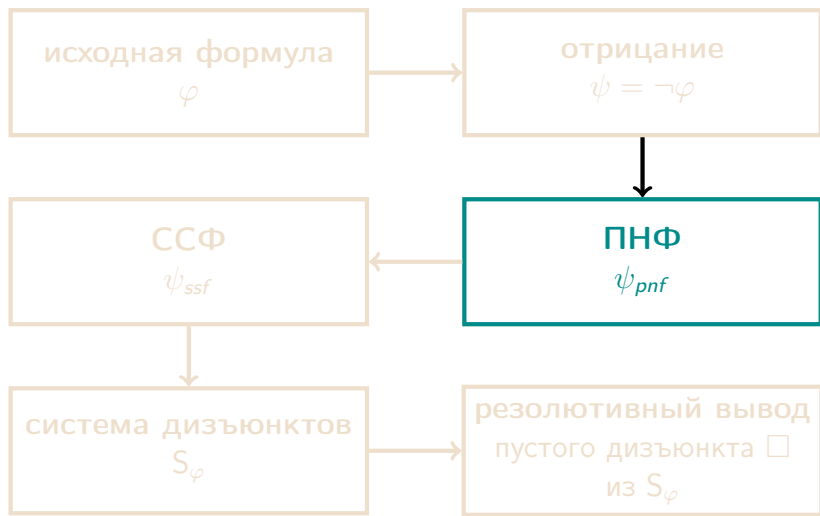 исходная формула
φ
отрицание
ψ = ¬φ
ССФ
ψ_ssf
ПНФ
ψ_pnf
система дизъюнктов
S_φ
резолютивный вывод
пустого дизъюнкта □
из S_φ